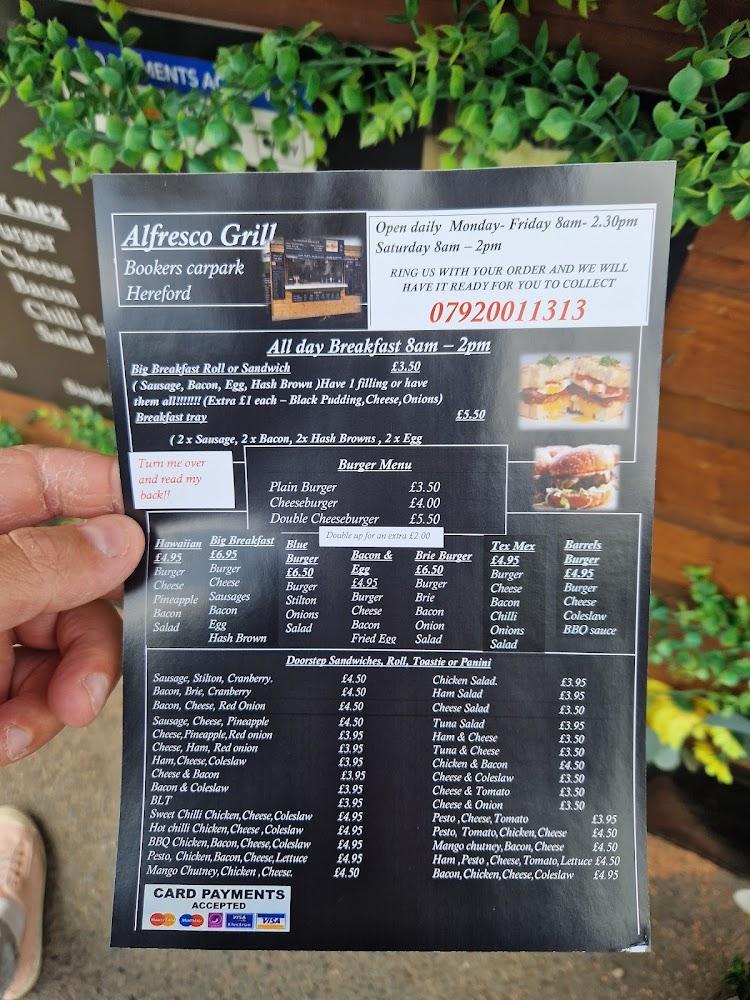 MENTS AC
x mex
urger
Chees
Bacon
Chilli S
Salad
Alfresco Grill
Bookers carpark
Hereford
Open daily Monday- Friday 8am- 2.30pm
Saturday 8am – 2pm
RING US WITH YOUR ORDER AND WE WILL
HAVE IT READY FOR YOU TO COLLECT
07920011313
All day Breakfast 8am – 2pm
Big Breakfast Roll or Sandwich £3.50
( Sausage, Bacon, Egg, Hash Brown )Have 1 filling or have
them all!!!!!!! (Extra £1 each – Black Pudding,Cheese,Onions)
Breakfast tray £5.50
( 2 x Sausage, 2 x Bacon, 2x Hash Browns , 2 x Egg
Turn me over
and read my
back!!
Burger Menu
Plain Burger £3.50
Cheeseburger £4.00
Double Cheeseburger £5.50
Double up for an extra £2.00
Hawaiian
£4.95
Burger
Cheese
Pineapple
Bacon
Salad
Big Breakfast
£6.95
Burger
Cheese
Sausages
Bacon
Egg
Hash Brown
Blue
Burger
£6.50
Burger
Stilton
Onions
Salad
Bacon &
Egg
£4.95
Burger
Cheese
Bacon
Fried Egg
Brie Burger
£6.50
Burger
Brie
Bacon
Onion
Salad
Tex Mex
£4.95
Burger
Cheese
Bacon
Chilli
Onions
Salad
Barrels
Burger
£4.95
Burger
Cheese
Coleslaw
BBQ sauce
Doorstep Sandwiches, Roll, Toastie or Panini
Sausage, Stilton, Cranberry. £4.50
Bacon, Brie, Cranberry £4.50
Bacon, Cheese, Red Onion £4.50
Sausage, Cheese, Pineapple £4.50
Cheese,Pineapple,Red onion £3.95
Cheese, Ham, Red onion £3.95
Ham,Cheese,Coleslaw £3.95
Cheese & Bacon £3.95
Bacon & Coleslaw £3.95
BLT £3.95
Sweet Chilli Chicken,Cheese,Coleslaw £4.95
Hot chilli Chicken,Cheese ,Coleslaw £4.95
BBQ Chicken,Bacon,Cheese,Coleslaw £4.95
Pesto, Chicken,Bacon,Cheese,Lettuce £4.95
Mango Chutney,Chicken ,Cheese. £4.50
Chicken Salad. £3.95
Ham Salad £3.95
Cheese Salad £3.50
Tuna Salad £3.95
Ham & Cheese £3.50
Tuna & Cheese £3.50
Chicken & Bacon £4.50
Cheese & Coleslaw £3.50
Cheese & Tomato £3.50
Cheese & Onion £3.50
Pesto ,Cheese,Tomato £3.95
Pesto, Tomato,Chicken,Cheese £4.50
Mango chutney,Bacon, Cheese £4.50
Ham ,Pesto ,Cheese,Tomato,Lettuce £4.50
Bacon,Chicken,Cheese,Coleslaw £4.95
CARD PAYMENTS
ACCEPTED
VISA
Electron
VISA